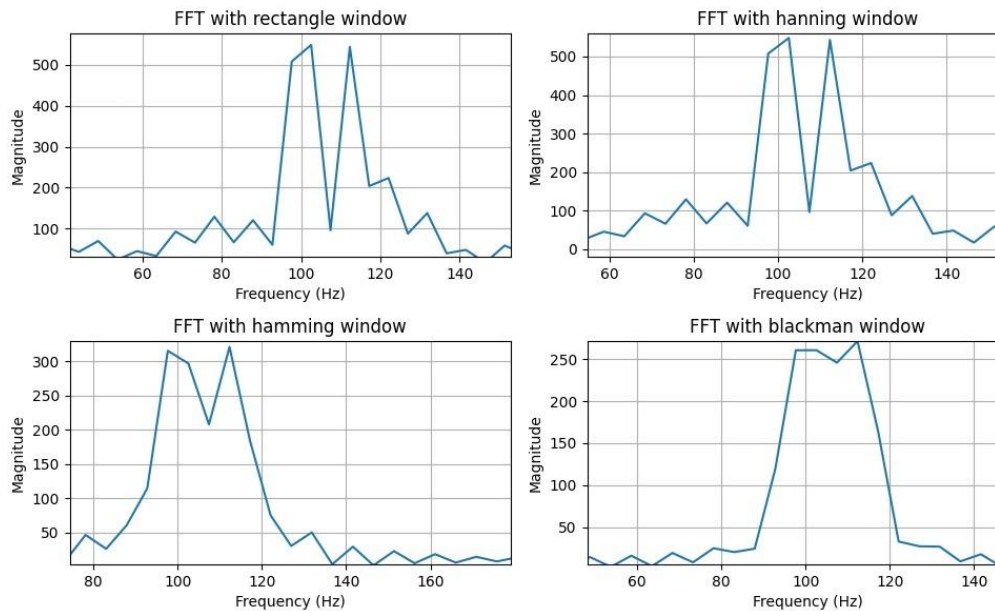 FFT with rectangle window
500
400
300
200
100
Magnitude
60 80 100 120 140
Frequency (Hz)
FFT with hanning window
500
400
300
200
100
0
Magnitude
60 80 100 120 140
Frequency (Hz)
FFT with hamming window
300
250
200
150
100
50
Magnitude
80 100 120 140 160
Frequency (Hz)
FFT with blackman window
250
200
150
100
50
Magnitude
60 80 100 120 140
Frequency (Hz)